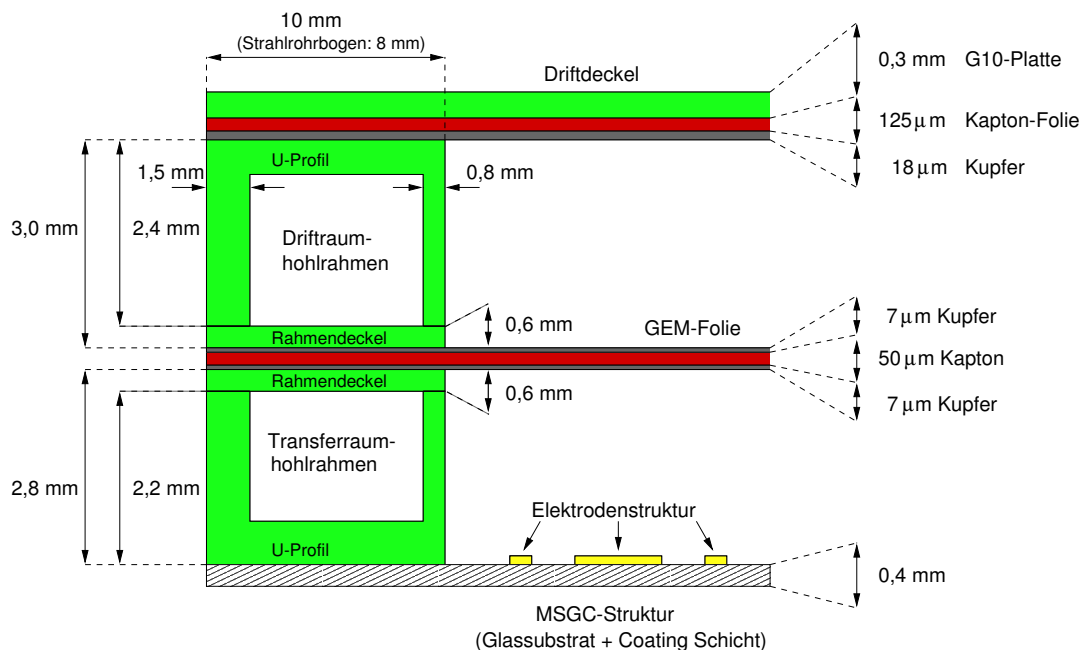 10 mm
(Strahlrohrbogen: 8 mm)
Driftdeckel
0,3 mm G10-Platte
125 μm Kapton-Folie
18 μm Kupfer
U-Profil
1,5 mm
0,8 mm
3,0 mm
2,4 mm
Driftraum-
hohlrahmen
Rahmendeckel
0,6 mm
GEM-Folie
7 μm Kupfer
50 μm Kapton
7 μm Kupfer
Rahmendeckel
0,6 mm
Transferraum-
hohlrahmen
2,8 mm
2,2 mm
Elektrodenstruktur
U-Profil
0,4 mm
MSGC-Struktur
(Glassubstrat + Coating Schicht)